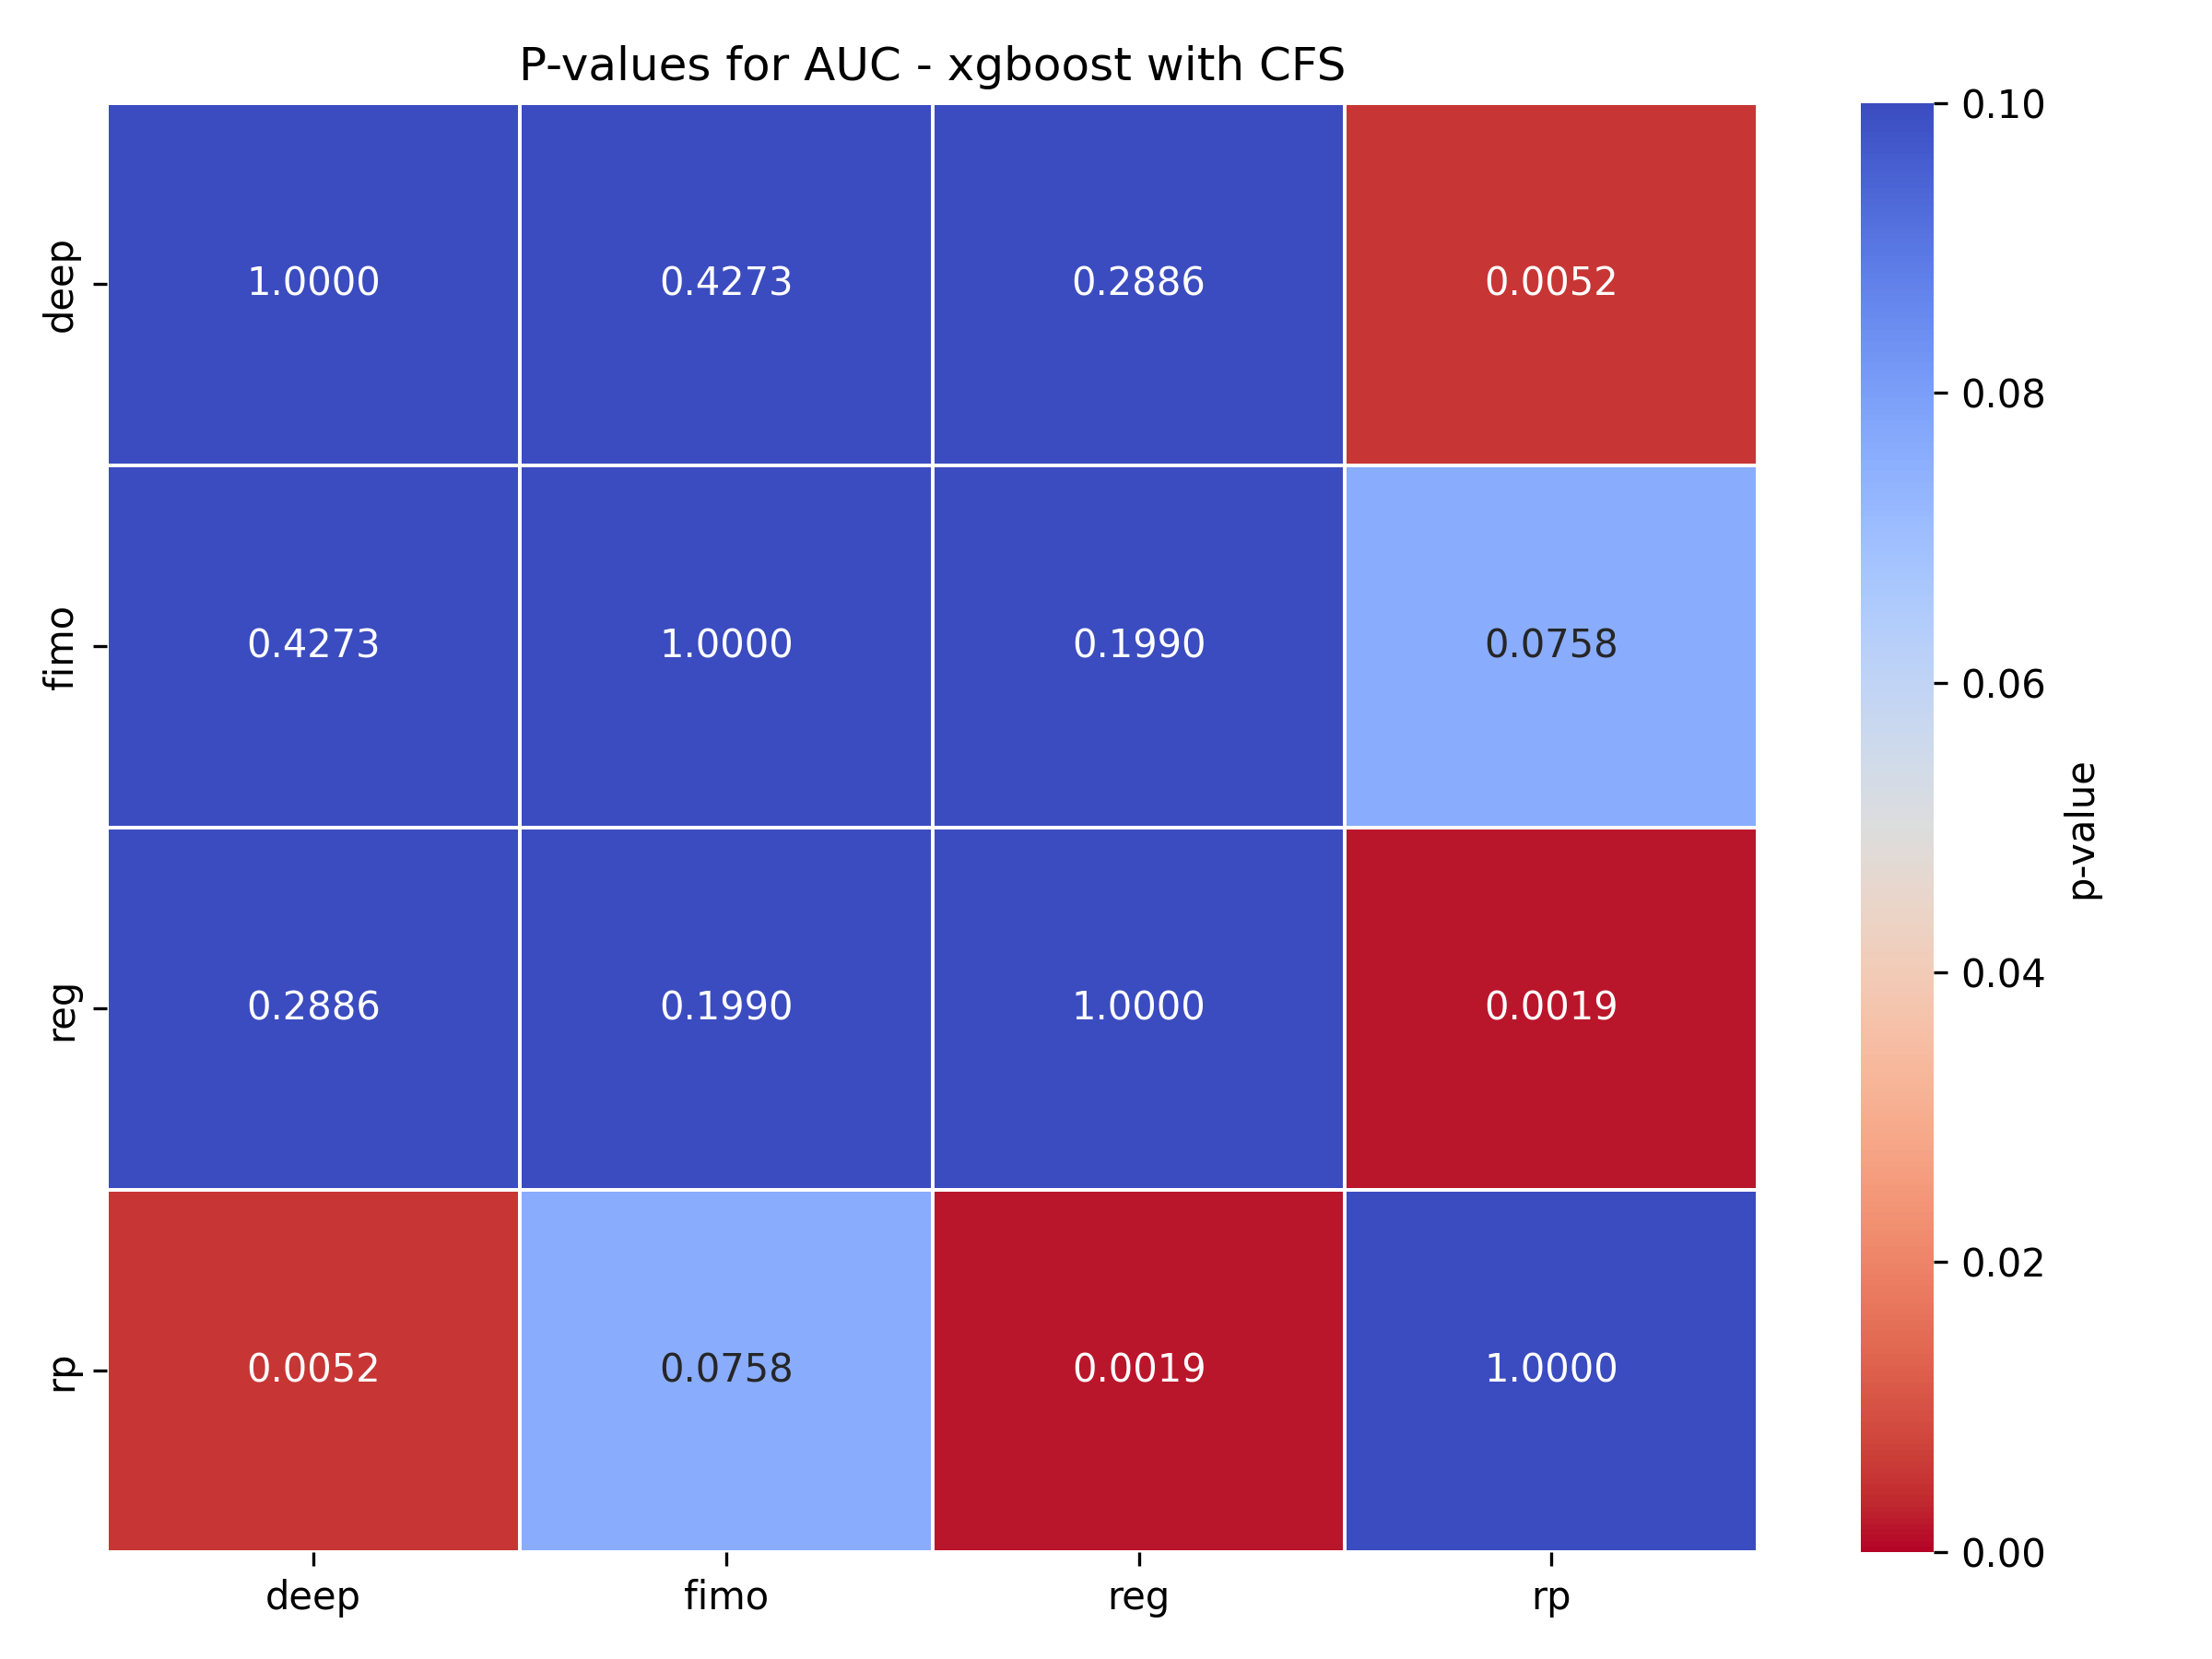 P-values for AUC - xgboost with CFS
deep 1.0000 0.4273 0.2886 0.0052
fimo 0.4273 1.0000 0.1990 0.0758
reg 0.2886 0.1990 1.0000 0.0019
rp 0.0052 0.0758 0.0019 1.0000
deep fimo reg rp
0.10
0.08
0.06
0.04
0.02
0.00
p-value